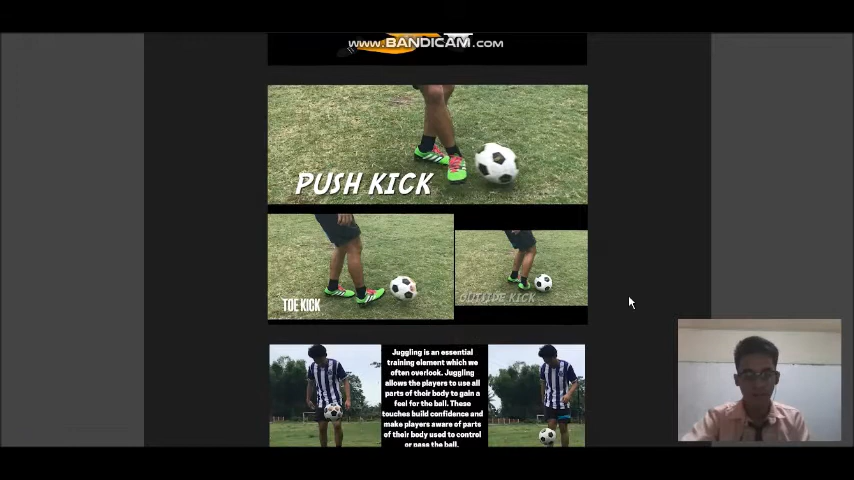 www.BANDICAM.com
PUSH KICK
TOE KICK
OUTSIDE KICK
Juggling is an essential
training element which we
often overlook. Juggling
allows the players to use all
parts of their body to gain a
feel for the ball. These
touches build confidence and
make players aware of parts
of their body used to control
or pass the ball.